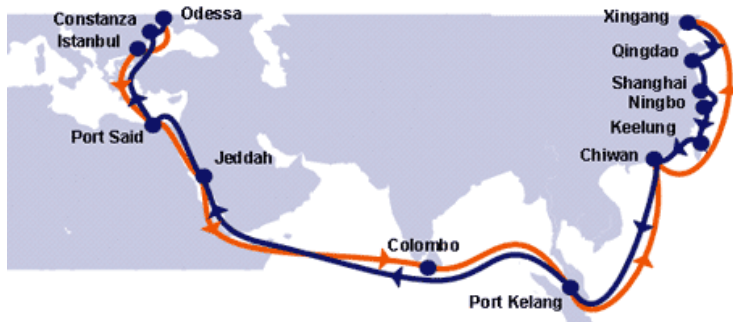 Constanza
Odessa
Istanbul
Port Said
Jeddah
Colombo
Port Kelang
Xingang
Qingdao
Shanghai
Ningbo
Keelung
Chiwan